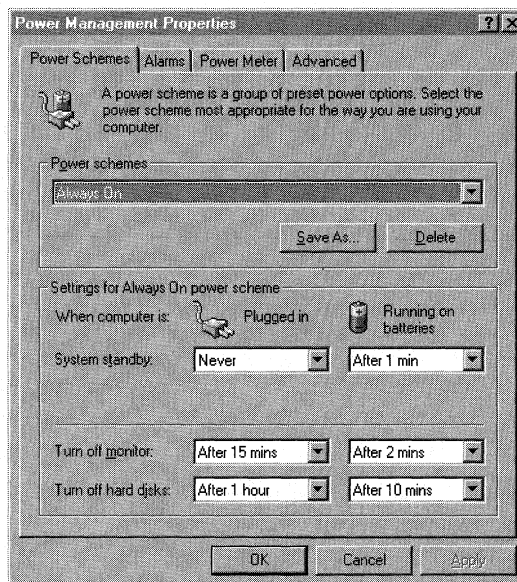 Power Management Properties
Power Schemes Alarms Power Meter Advanced
A power scheme is a group of preset power options. Select the
power scheme most appropriate for the way you are using your
computer.
Power schemes
Always On
Save As... Delete
Settings for Always On power scheme
When computer is: Plugged in Running on
batteries
System standby: Never After 1 min
Turn off monitor: After 15 mins After 2 mins
Turn off hard disks: After 1 hour After 10 mins
OK Cancel Apply